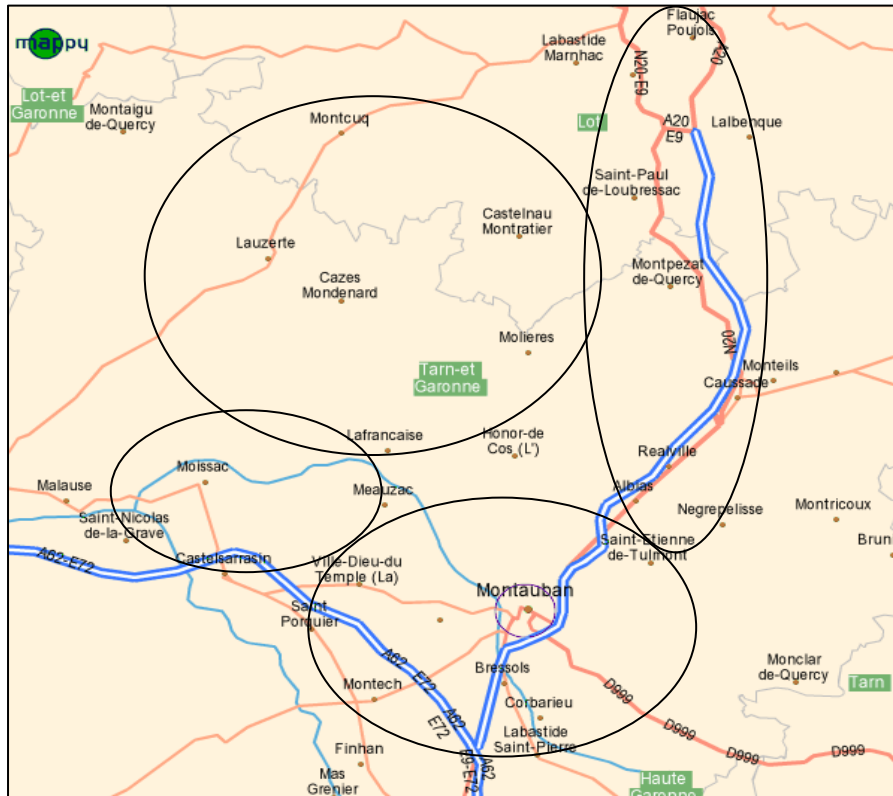 mappy
Flaujac
Poujols
A20
Labastide
Marnhac
N20-E9
Lot-et
Garonne
Montaigu
de-Quercy
Montcuq
Lot
A20
E9
Lalbenque
Saint-Paul
de-Loubressac
Castelnau
Montratier
Lauzerte
Cazes
Mondenard
Montpezat
de-Quercy
N20
Molieres
Tarn-et
Garonne
Monteils
Caussade
Lafrancaise
Honor-de
Cos (L')
Realville
Moissac
Malause
Meauzac
Albias
Negrepelisse
Montricoux
Saint-Nicolas
de-la-Grave
Saint-Etienne
de-Tulmont
Bruni
A62-E72
Castelsarrasin
Ville-Dieu-du
Temple (La)
Montauban
Saint
Porquier
A62
E72
Bressols
Monclar
de-Quercy
Tarn
Montech
D999
A62
E72
Corbarieu
Labastide
Saint-Pierre
D999
D999
D999
Finhan
A62
E9-E72
Mas
Grenier
Haute
Garonne